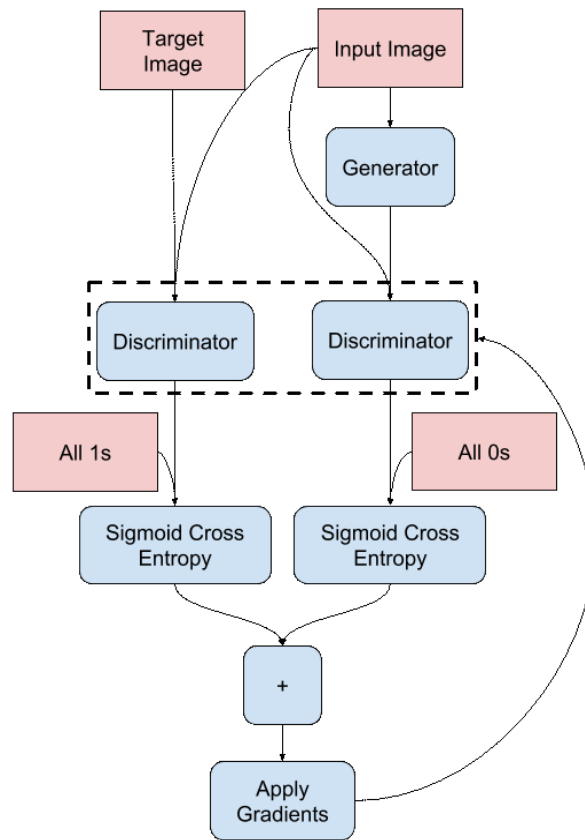 Target
Image
Input Image
Generator
Discriminator
Discriminator
All 1s
All 0s
Sigmoid Cross
Entropy
Sigmoid Cross
Entropy
+
Apply
Gradients